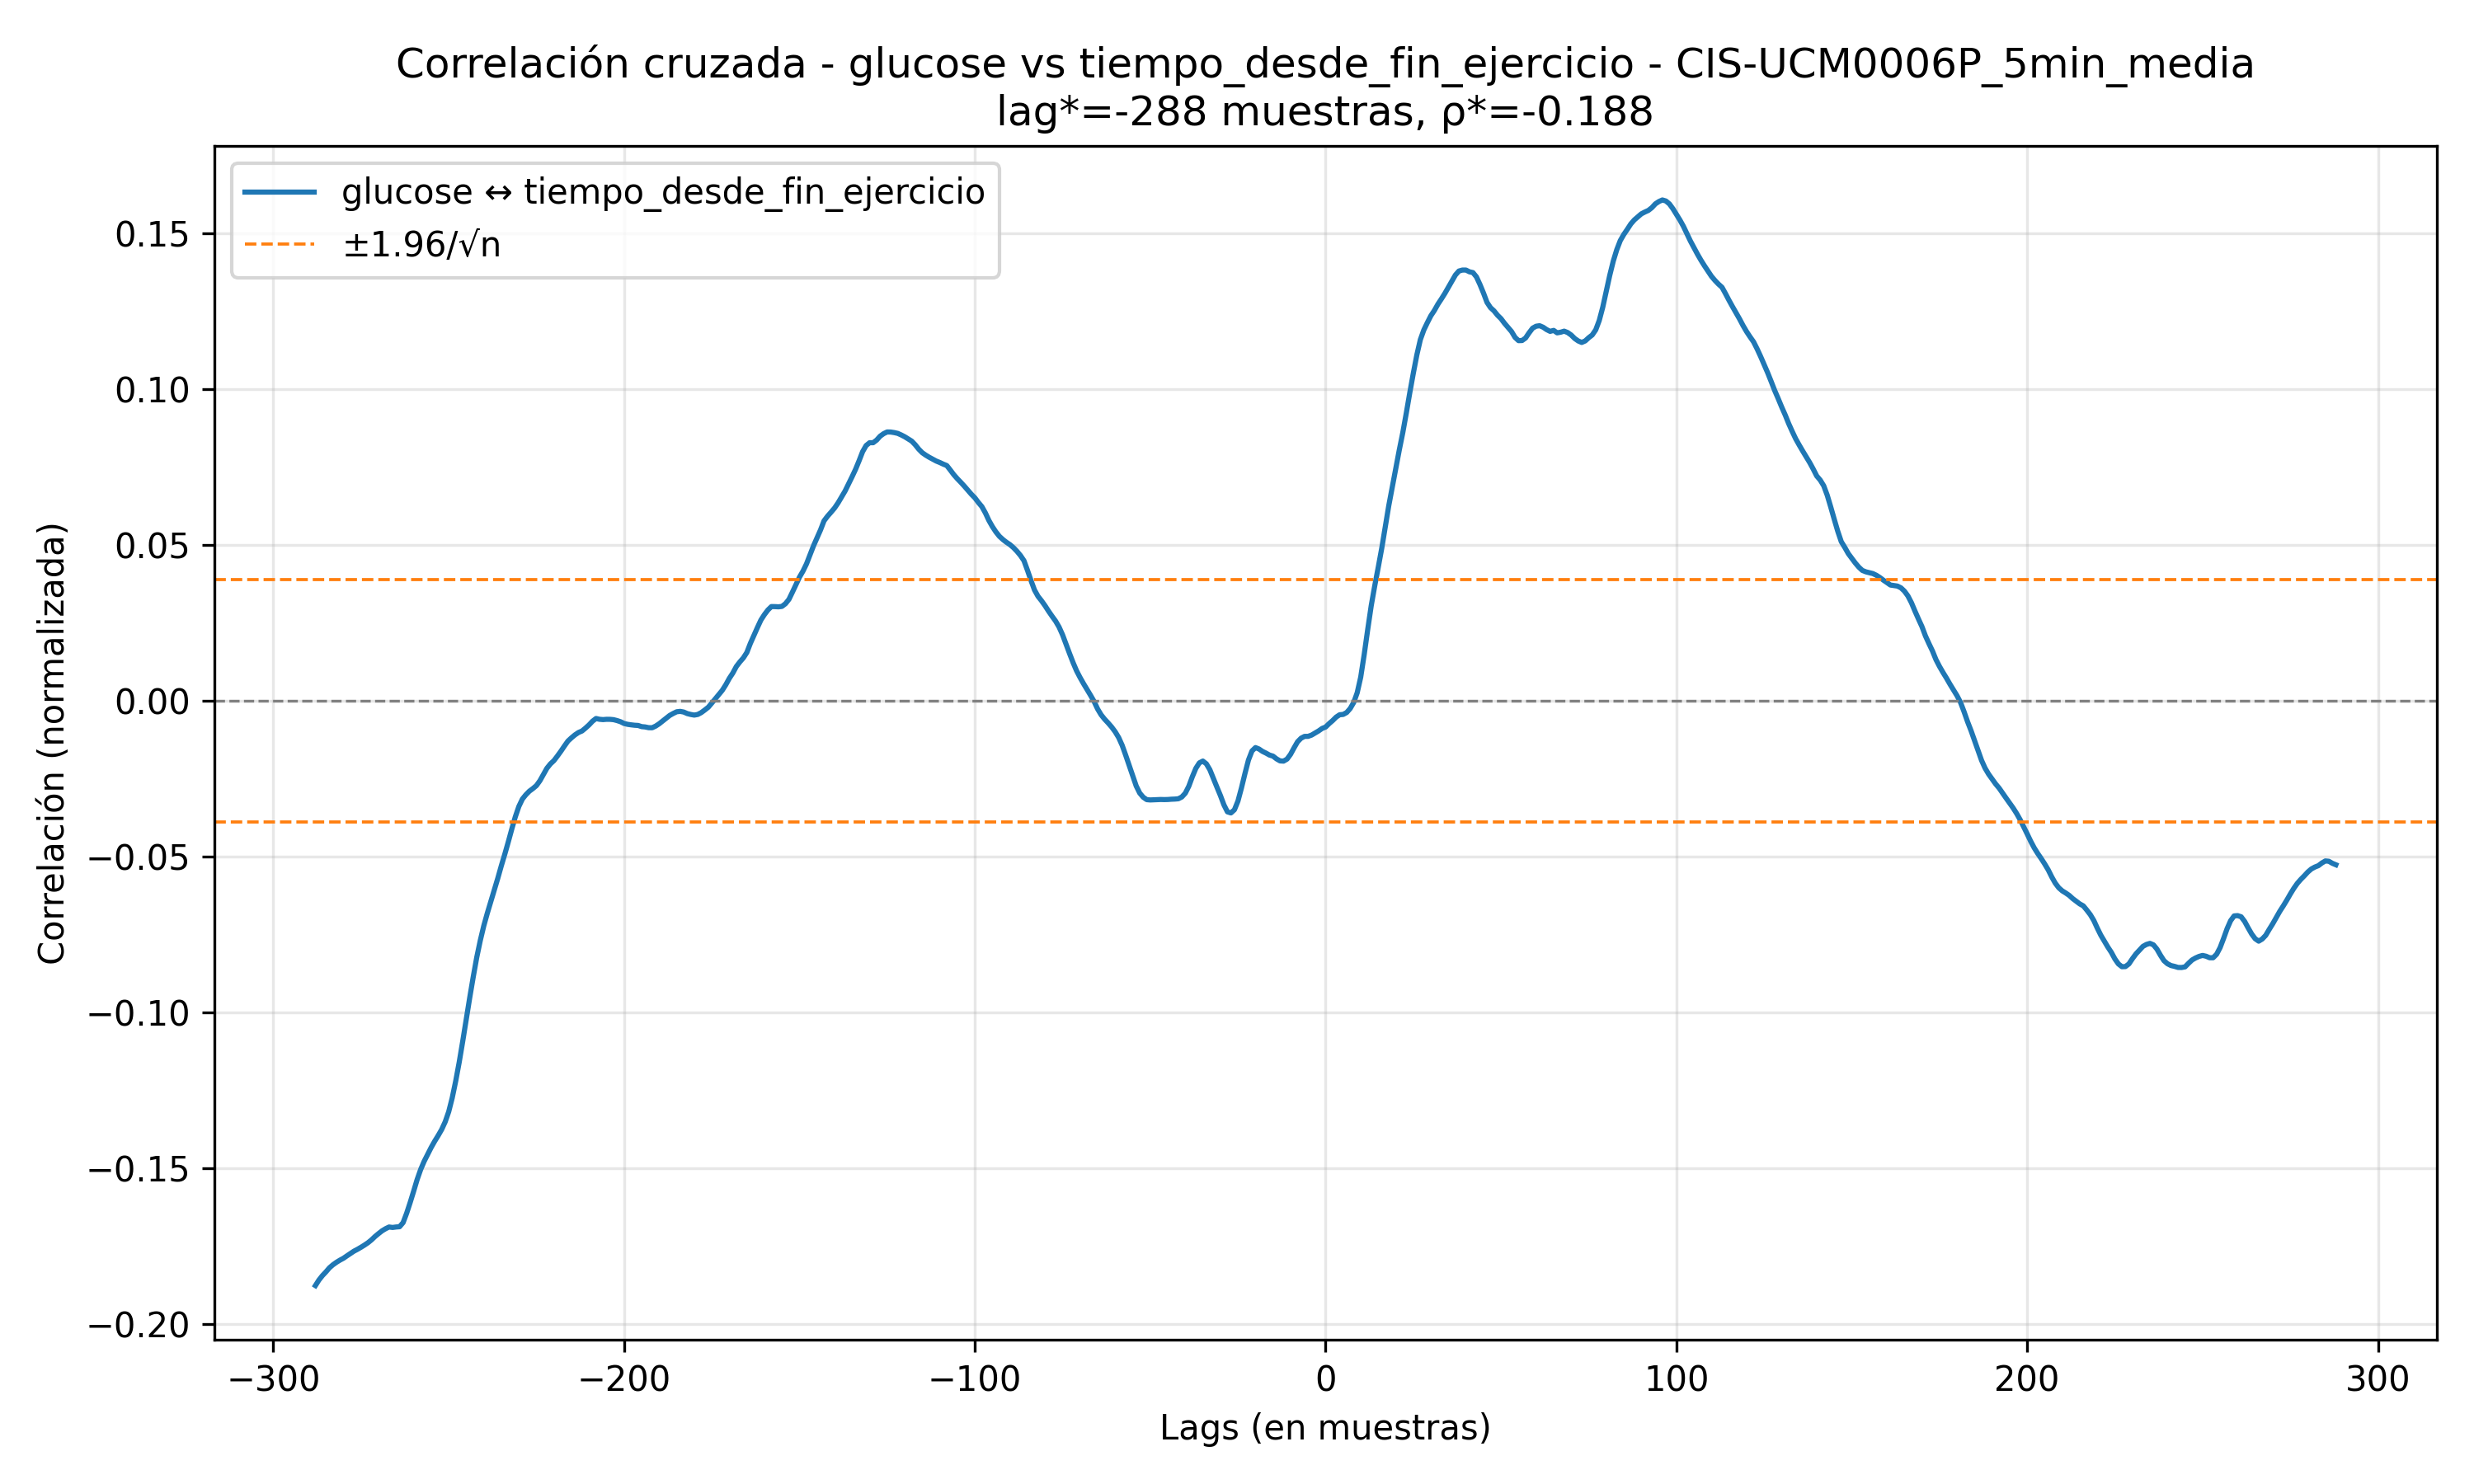 Correlación cruzada - glucose vs tiempo_desde_fin_ejercicio - CIS-UCM0006P_5min_media
lag*=-288 muestras, ρ*=-0.188
glucose ↔ tiempo_desde_fin_ejercicio
±1.96/√n
Correlación (normalizada)
0.15
0.10
0.05
0.00
−0.05
−0.10
−0.15
−0.20
−300 −200 −100 0 100 200 300
Lags (en muestras)